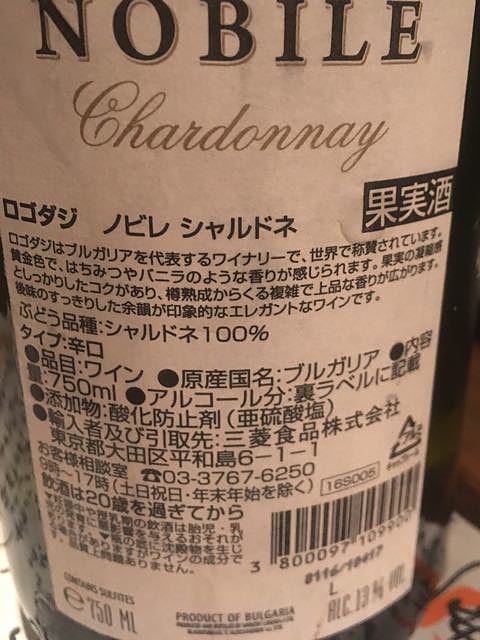 NOBILE
Chardonnay
果実酒
ロゴダジ ノビレ シャルドネ
ロゴダジはブルガリアを代表するワイナリーで、世界で称賛されています。
黄金色で、はちみつやバニラのような香りが感じられます。果実の凝縮感
としっかりしたコクがあり、樽熟成からくる複雑で上品な香りが広がります。
後味のすっきりした余韻が印象的なエレガントなワインです。
ぶどう品種:シャルドネ100%
タイプ:辛口
●品目:ワイン ●原産国名:ブルガリア ●内容
量:750ml ●アルコール分:裏ラベルに記載
●添加物:酸化防止剤(亜硫酸塩)
●輸入者及び引取先:三菱食品株式会社
東京都大田区平和島6-1-1
お客様相談室 ☎03-3767-6250
9時~17時(土日祝日・年末年始を除く) 16S005
飲酒は20歳を過ぎてから
の飲酒は胎児・乳
3 800097 10990
CONTAINS SULFITES
e 750 ML
PRODUCT OF BULGARIA
L
ALC.13 % VOL